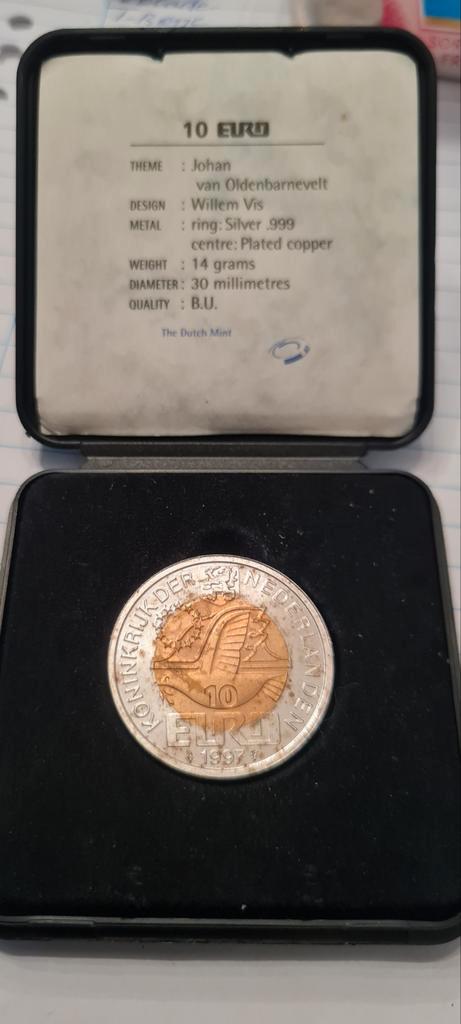 10 EURO
THEME : Johan
van Oldenbarnevelt
DESIGN : Willem Vis
METAL : ring: Silver .999
centre: Plated copper
WEIGHT : 14 grams
DIAMETER : 30 millimetres
QUALITY : B.U.
The Dutch Mint
KONINKRIJK DER NEDERLANDEN
10
EURO
1997